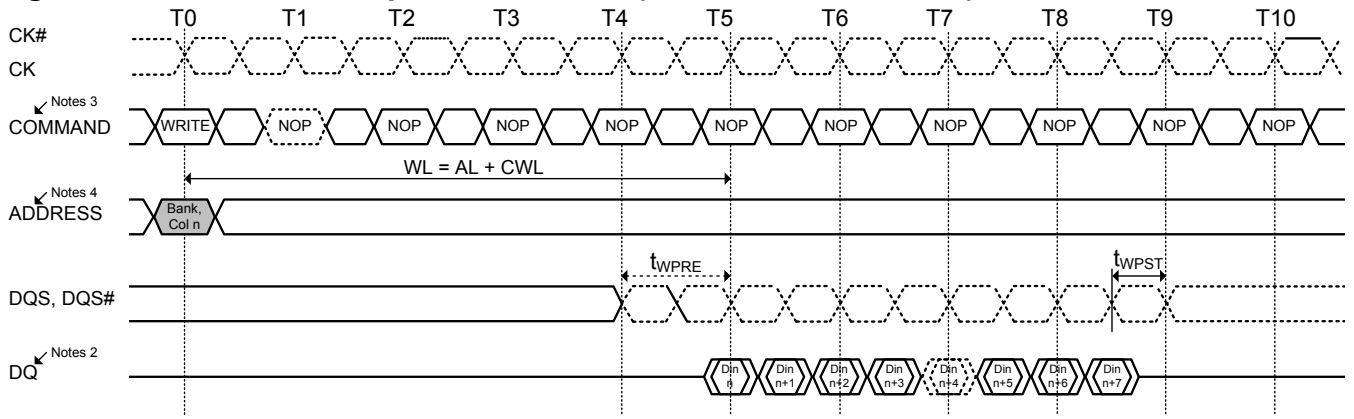 T0 T1 T2 T3 T4 T5 T6 T7 T8 T9 T10
CK#
CK
Notes 3
COMMAND WRITE NOP NOP NOP NOP NOP NOP NOP NOP NOP NOP
WL = AL + CWL
Notes 4
ADDRESS
Bank,
Col n
tWPRE
tWPST
DQS, DQS#
Notes 2
DQ
Din n
Din n+1
Din n+2
Din n+3
Din n+4
Din n+5
Din n+6
Din n+7